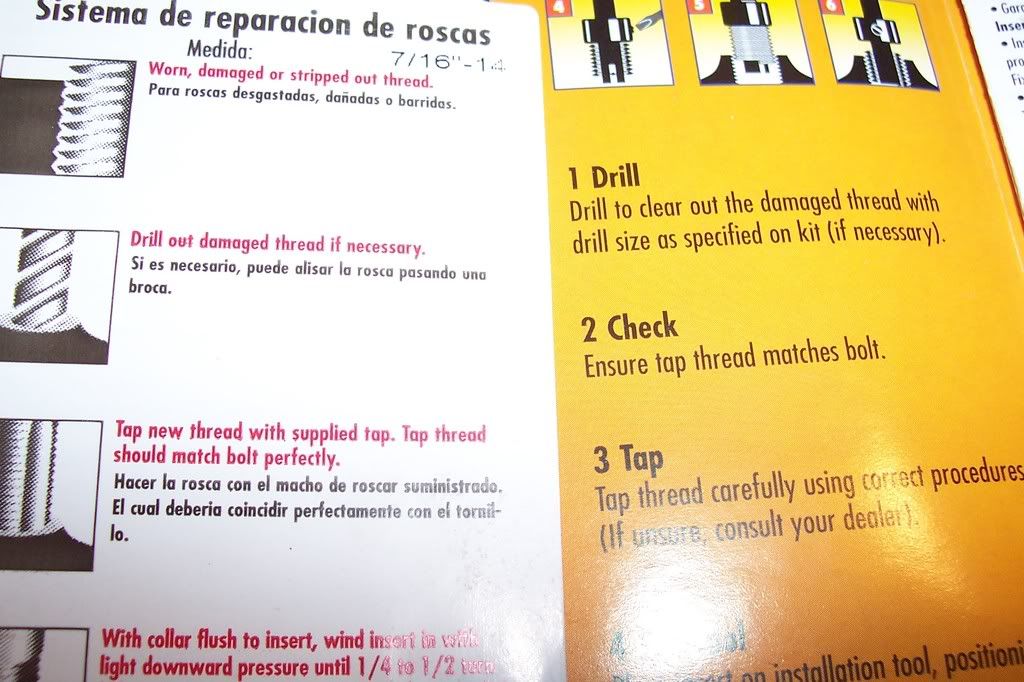 Sistema de reparacion de roscas
Medida: 7/16"-14
Worn, damaged or stripped out thread.
Para roscas desgastadas, dañadas o barridas.
Drill out damaged thread if necessary.
Si es necesario, puede alisar la rosca pasando una
broca.
Tap new thread with supplied tap. Tap thread
should match bolt perfectly.
Hacer la rosca con el macho de roscar suministrado.
El cual deberia coincidir perfectamente con el tornil-
lo.
With collar flush to insert, wind insert in with
light downward pressure until 1/4 to 1/2 turn
4 5 6
1 Drill
Drill to clear out the damaged thread with
drill size as specified on kit (if necessary).
2 Check
Ensure tap thread matches bolt.
3 Tap
Tap thread carefully using correct procedures
(If unsure, consult your dealer).
4
on installation tool,